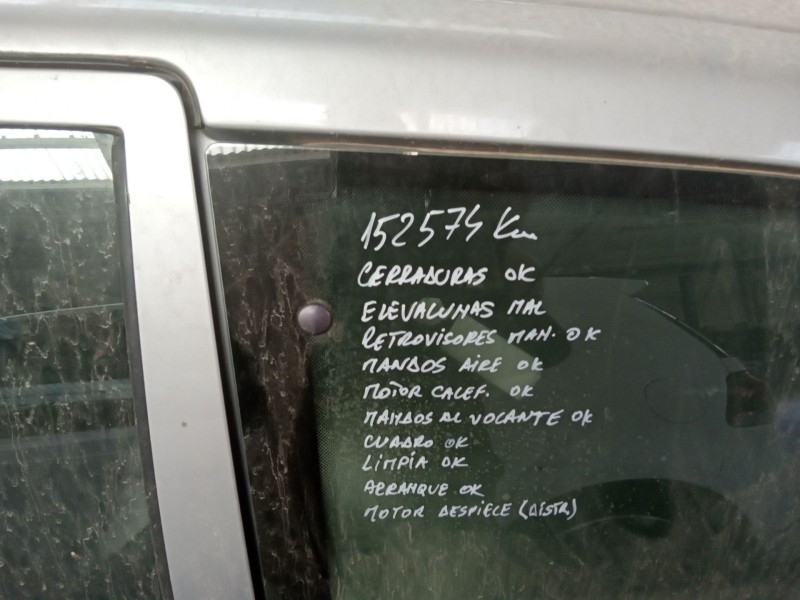 152574 Km
CERRADURAS OK
ELEVALUNAS MAL
RETROVISORES MAN. OK
MANDOS AIRE OK
MOTOR CALEF. OK
MANDOS AL VOLANTE OK
CUADRO OK
LIMPIA OK
ARRANQUE OK
MOTOR DESPIECE (DISTR)